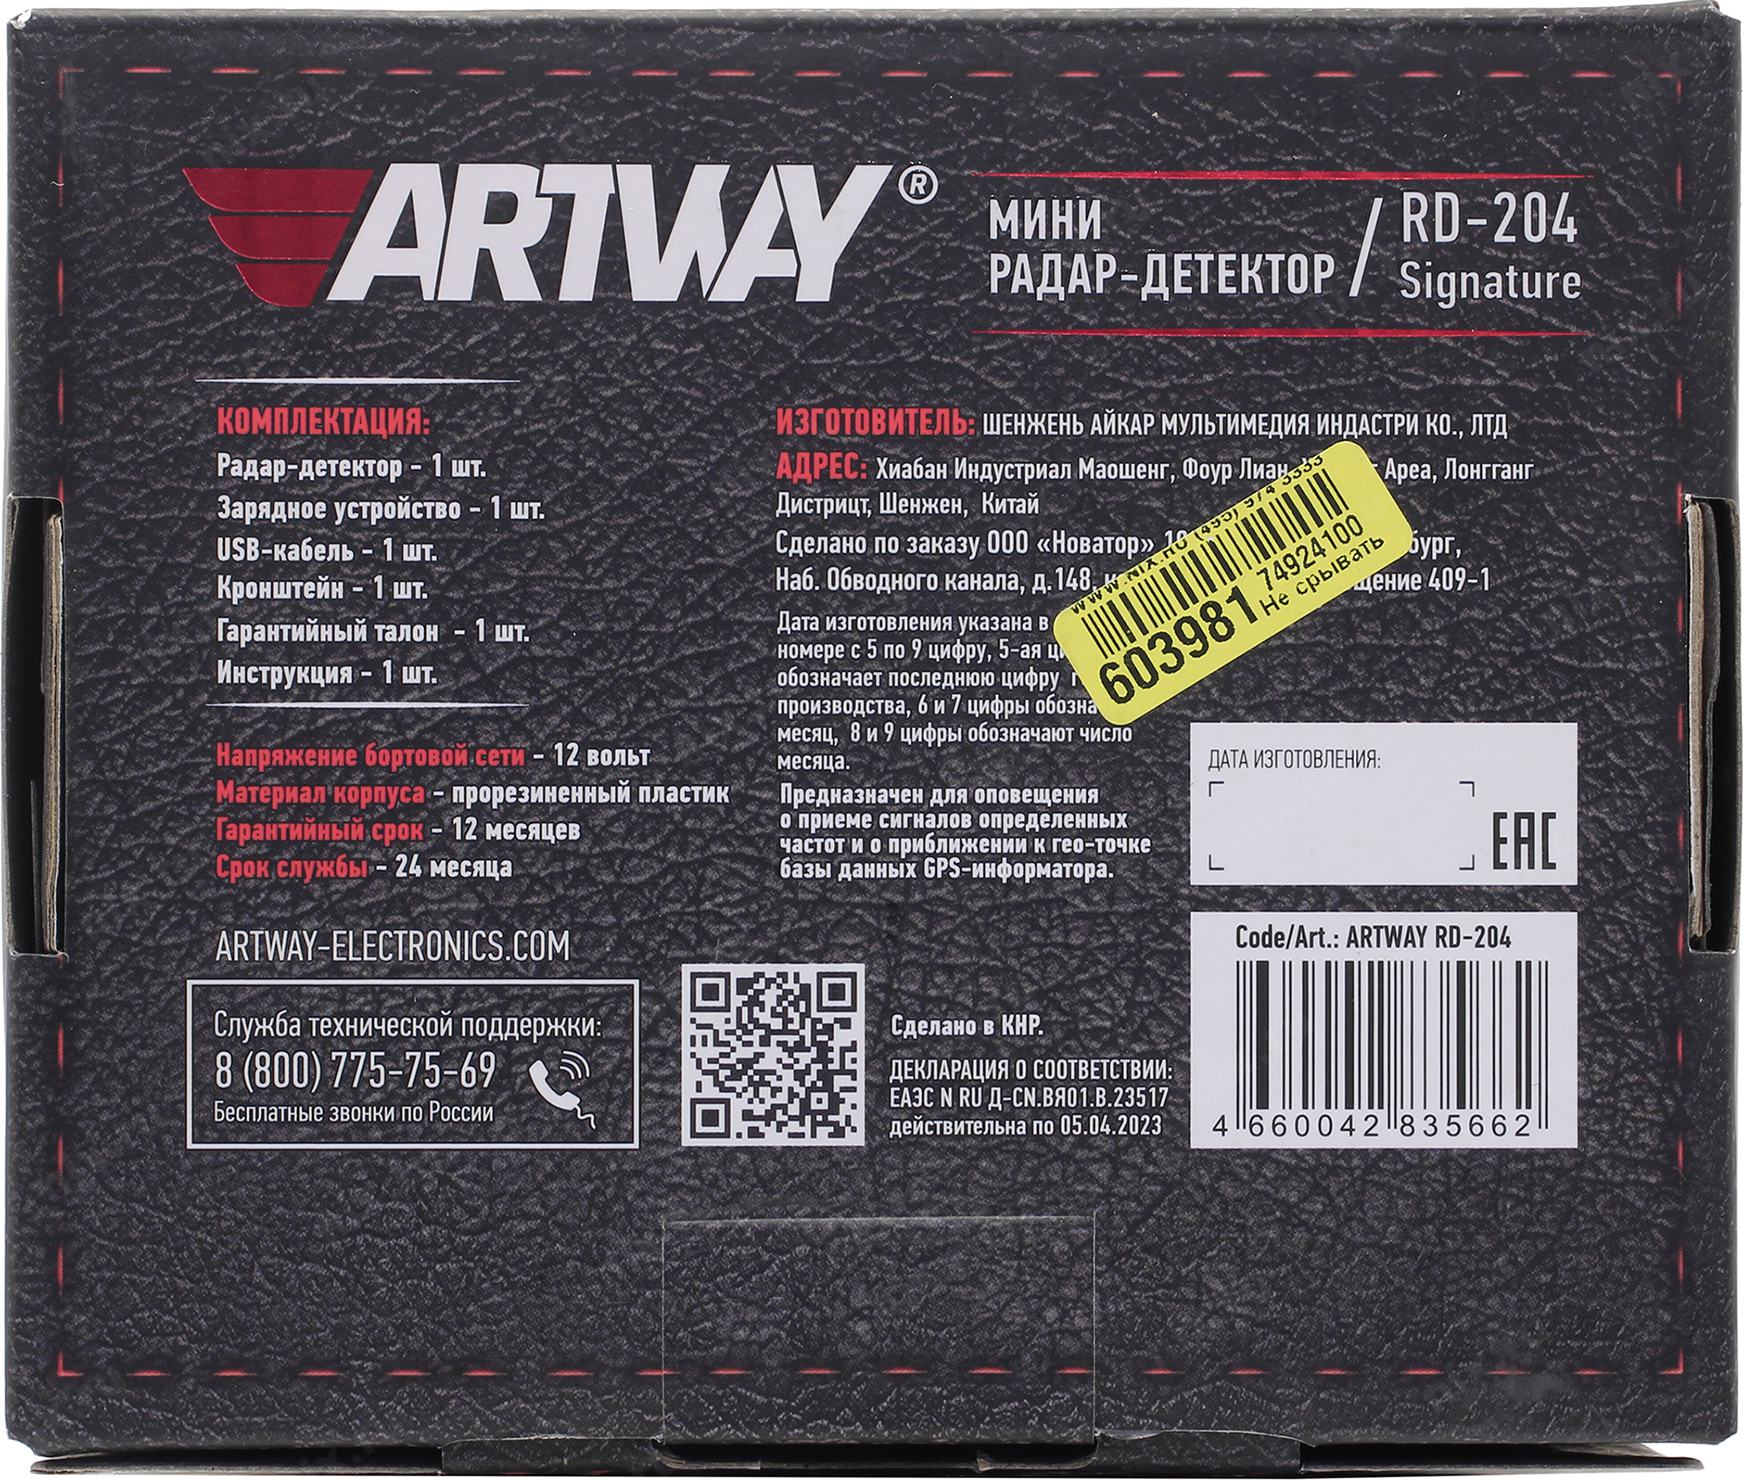 ARTWAY®
МИНИ
РАДАР-ДЕТЕКТОР / RD-204
Signature
КОМПЛЕКТАЦИЯ:
Радар-детектор – 1 шт.
Зарядное устройство – 1 шт.
USB-кабель – 1 шт.
Кронштейн – 1 шт.
Гарантийный талон – 1 шт.
Инструкция – 1 шт.
Напряжение бортовой сети – 12 вольт
Материал корпуса – прорезиненный пластик
Гарантийный срок – 12 месяцев
Срок службы – 24 месяца
ARTWAY-ELECTRONICS.COM
Служба технической поддержки:
8 (800) 775-75-69
Бесплатные звонки по России
ИЗГОТОВИТЕЛЬ: ШЕНЖЕНЬ АЙКАР МУЛЬТИМЕДИЯ ИНДАСТРИ КО., ЛТД
АДРЕС: Хиабан Индустриал Маошенг, Фоур Лиан Ареа, Лонгганг
Дистрицт, Шенжен, Китай
Сделано по заказу ООО «Новатор»
Наб. Обводного канала, д.148, 409-1
Дата изготовления указана в
номере с 5 по 9 цифру, 5-ая
обозначает последнюю цифру
производства, 6 и 7 цифры
месяц, 8 и 9 цифры обозначают число
месяца.
Предназначен для оповещения
о приеме сигналов определенных
частот и о приближении к гео-точке
базы данных GPS-информатора.
WWW.NIX.RU (495) 974 3333
74924100
603981 Не срывать
ДАТА ИЗГОТОВЛЕНИЯ:
EAC
Сделано в КНР.
ДЕКЛАРАЦИЯ О СООТВЕТСТВИИ:
ЕАЭС N RU Д-CN.ВЯ01.В.23517
действительна по 05.04.2023
Code/Art.: ARTWAY RD-204
4 660042 835662